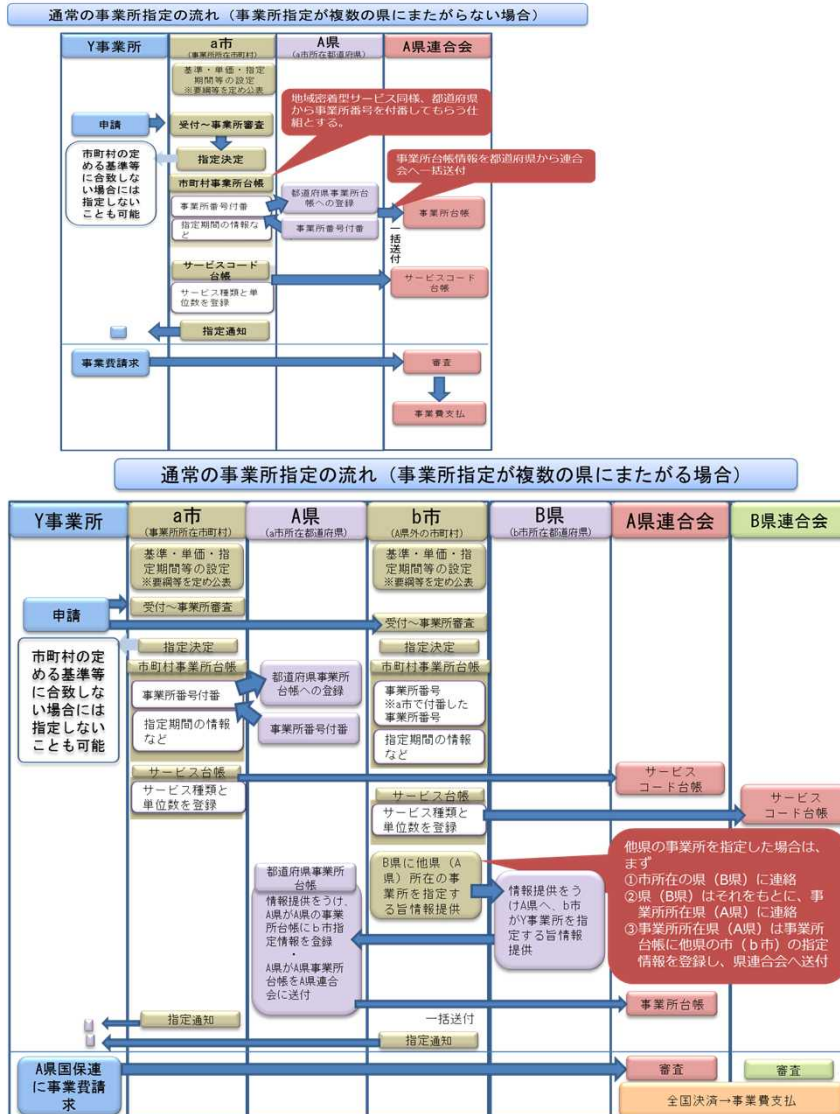 通常の事業所指定の流れ（事業所指定が複数の県にまたがらない場合）
Y事業所
a市
（事業所所在市町村）
A県
（a市所在都道府県）
A県連合会
基準・単価・指定
期間等の設定
※要綱等を定め公表
地域密着型サービス同様、都道府県
から事業所番号を付番してもらう仕
組とする。
申請
受付～事業所審査
市町村の定
める基準等
に合致しな
い場合には
指定しない
ことも可能
指定決定
事業所台帳情報を都道府県から連合
会へ一括送付
市町村事業所台帳
事業所番号付番
指定期間の情報な
ど
都道府県事業所台
帳への登録
事業所番号付番
一括送付
事業所台帳
サービスコード
台帳
サービス種類と単
位数を登録
サービスコード
台帳
指定通知
事業費請求
審査
事業費支払
通常の事業所指定の流れ（事業所指定が複数の県にまたがる場合）
Y事業所
a市
（事業所所在市町村）
A県
（a市所在都道府県）
b市
（A県外の市町村）
B県
（b市所在都道府県）
A県連合会
B県連合会
基準・単価・指
定期間等の設定
※要綱等を定め公表
基準・単価・指
定期間等の設定
※要綱等を定め公表
申請
受付～事業所審査
受付～事業所審査
市町村の定
める基準等
に合致しな
い場合には
指定しない
ことも可能
指定決定
指定決定
市町村事業所台帳
事業所番号付番
指定期間の情報
など
都道府県事業所
台帳への登録
事業所番号付番
市町村事業所台帳
事業所番号
※a市で付番した
事業所番号
指定期間の情報
など
サービス台帳
サービス種類と
単位数を登録
サービス
コード台帳
サービス台帳
サービス種類と
単位数を登録
サービス
コード台帳
B県に他県（A
県）所在の事
業所を指定す
る旨情報提供
情報提供をう
けA県へ、b市
がY事業所を指
定する旨情報
提供
他県の事業所を指定した場合は、
まず
①市所在の県（B県）に連絡
②県（B県）はそれをもとに、事
業所所在県（A県）に連絡
③事業所所在県（A県）は事業所
台帳に他県の市（b市）の指定
情報を登録し、県連合会へ送付
都道府県事業所
台帳
情報提供をうけ、
A県がA県の事業
所台帳にb市指
定情報を登録
・
A県がA県事業所
台帳をA県連合
会に送付
事業所台帳
指定通知
一括送付
指定通知
A県国保連
に事業費請
求
審査
審査
全国決済→事業費支払